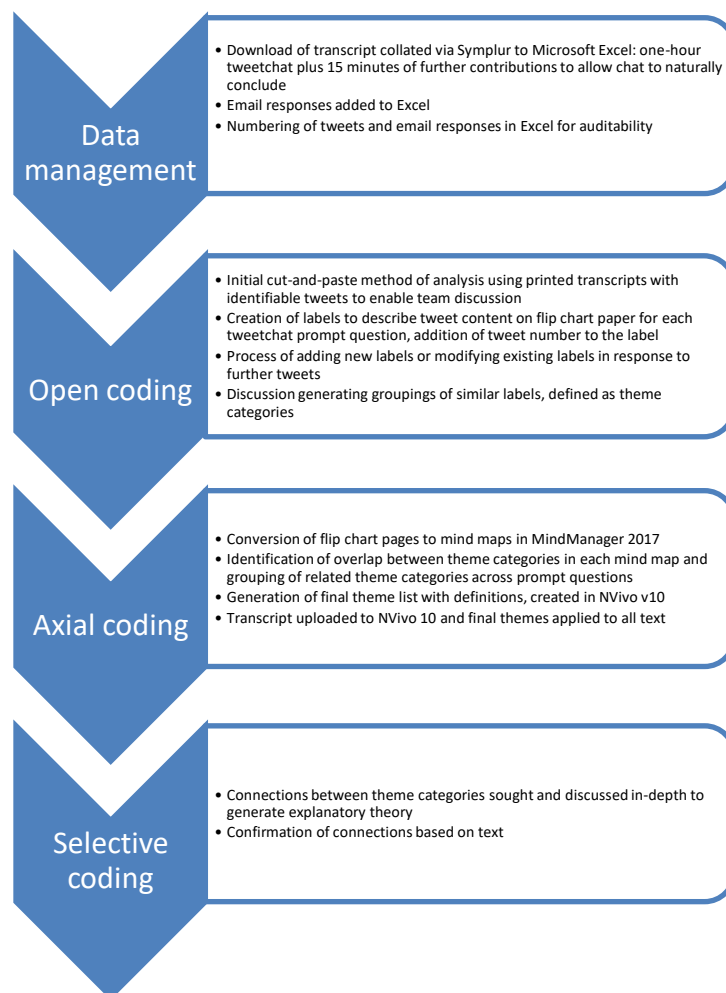 Data
management
• Download of transcript collated via Symplur to Microsoft Excel: one-hour
tweetchat plus 15 minutes of further contributions to allow chat to naturally
conclude
• Email responses added to Excel
• Numbering of tweets and email responses in Excel for auditability
Open coding
• Initial cut-and-paste method of analysis using printed transcripts with
identifiable tweets to enable team discussion
• Creation of labels to describe tweet content on flip chart paper for each
tweetchat prompt question, addition of tweet number to the label
• Process of adding new labels or modifying existing labels in response to
further tweets
• Discussion generating groupings of similar labels, defined as theme
categories
Axial coding
• Conversion of flip chart pages to mind maps in MindManager 2017
• Identification of overlap between theme categories in each mind map and
grouping of related theme categories across prompt questions
• Generation of final theme list with definitions, created in NVivo v10
• Transcript uploaded to NVivo 10 and final themes applied to all text
Selective
coding
• Connections between theme categories sought and discussed in-depth to
generate explanatory theory
• Confirmation of connections based on text